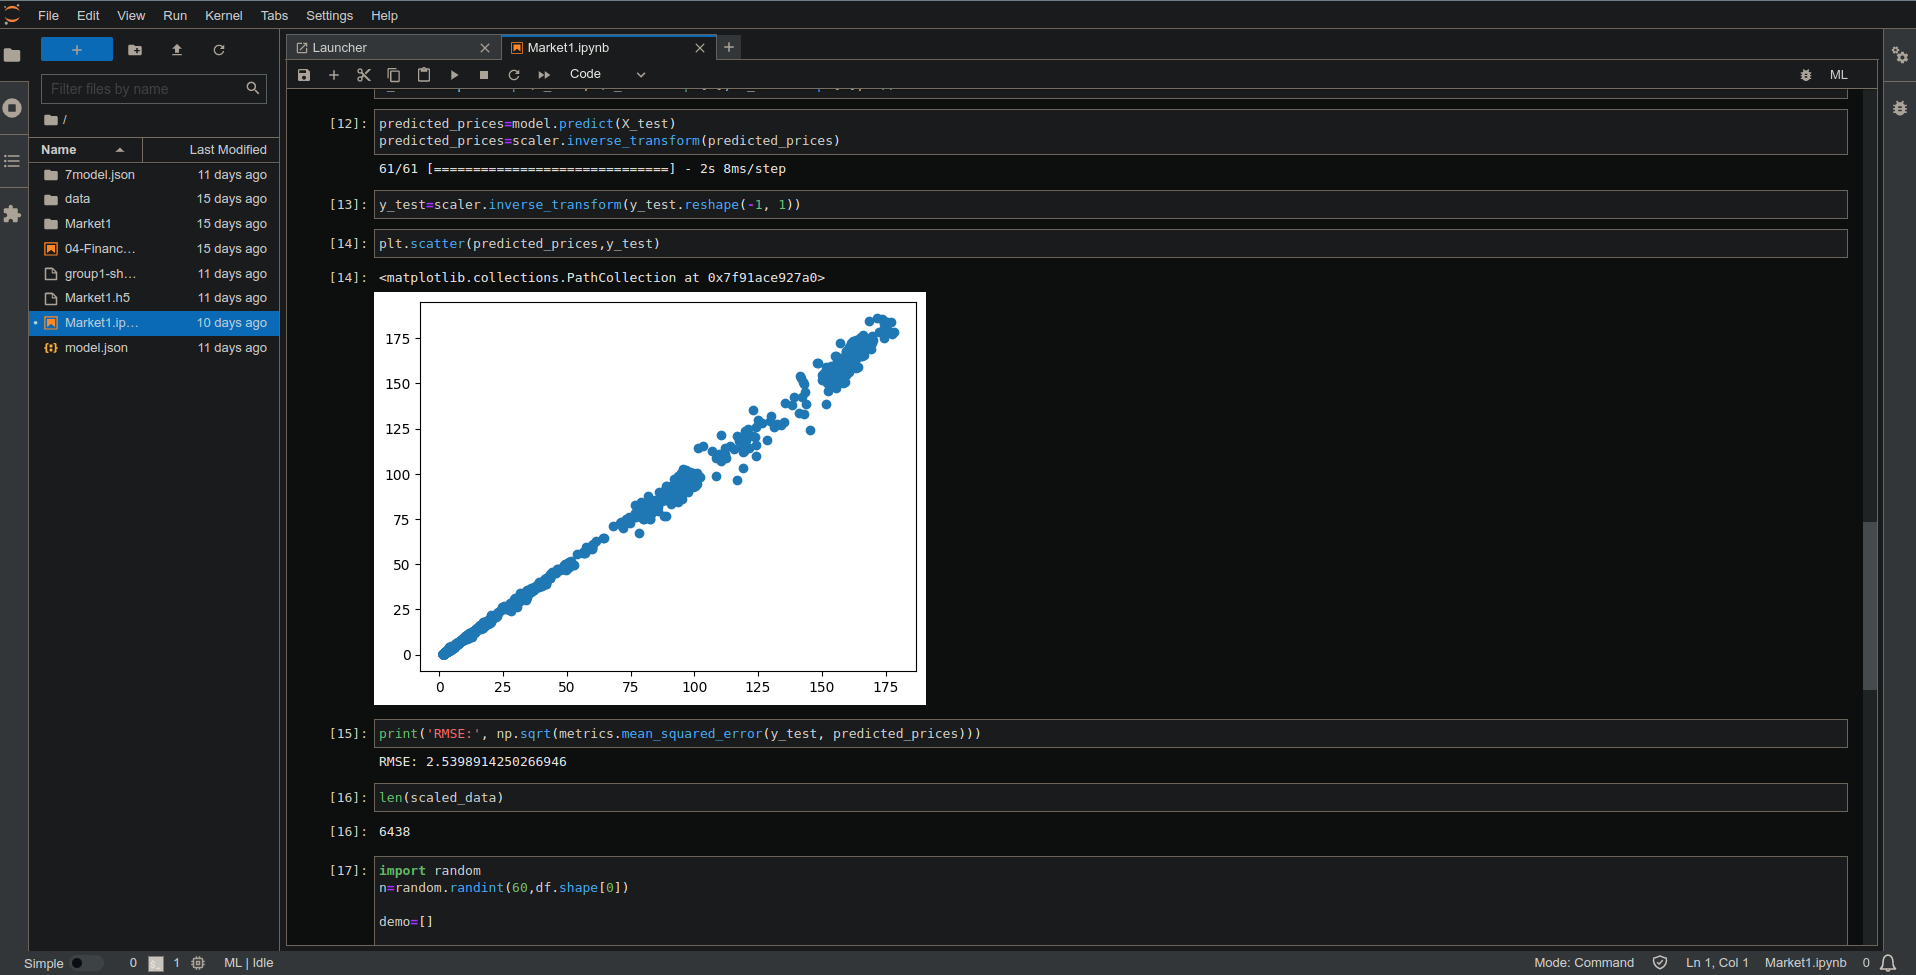 File Edit View Run Kernel Tabs Settings Help
Launcher
Market1.ipynb
Code
ML
Filter files by name
/
Name Last Modified
7model.json 11 days ago
data 15 days ago
Market1 15 days ago
04-Financ... 15 days ago
group1-sh... 11 days ago
Market1.h5 11 days ago
Market1.ip... 10 days ago
model.json 11 days ago
[12]: predicted_prices=model.predict(X_test)
predicted_prices=scaler.inverse_transform(predicted_prices)
61/61 [==============================] - 2s 8ms/step
[13]: y_test=scaler.inverse_transform(y_test.reshape(-1, 1))
[14]: plt.scatter(predicted_prices,y_test)
[14]: <matplotlib.collections.PathCollection at 0x7f91ace927a0>
175
150
125
100
75
50
25
0
0 25 50 75 100 125 150 175
[15]: print('RMSE:', np.sqrt(metrics.mean_squared_error(y_test, predicted_prices)))
RMSE: 2.5398914250266946
[16]: len(scaled_data)
[16]: 6438
[17]: import random
n=random.randint(60,df.shape[0])
demo=[]
Simple 0 1 ML | Idle Mode: Command Ln 1, Col 1 Market1.ipynb 0